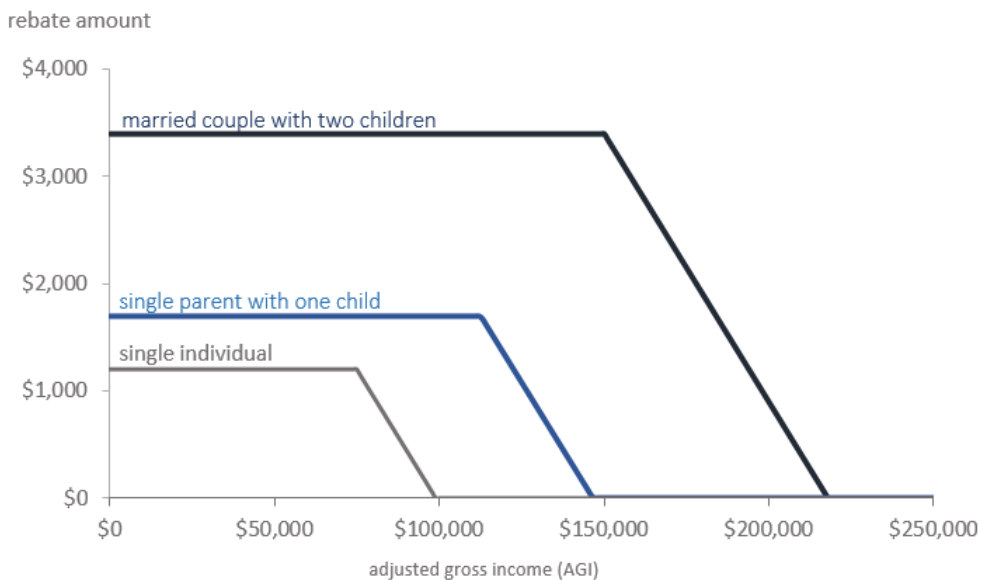 rebate amount
$4,000
married couple with two children
$3,000
$2,000
single parent with one child
single individual
$1,000
$0
$0 $50,000 $100,000 $150,000 $200,000 $250,000
adjusted gross income (AGI)